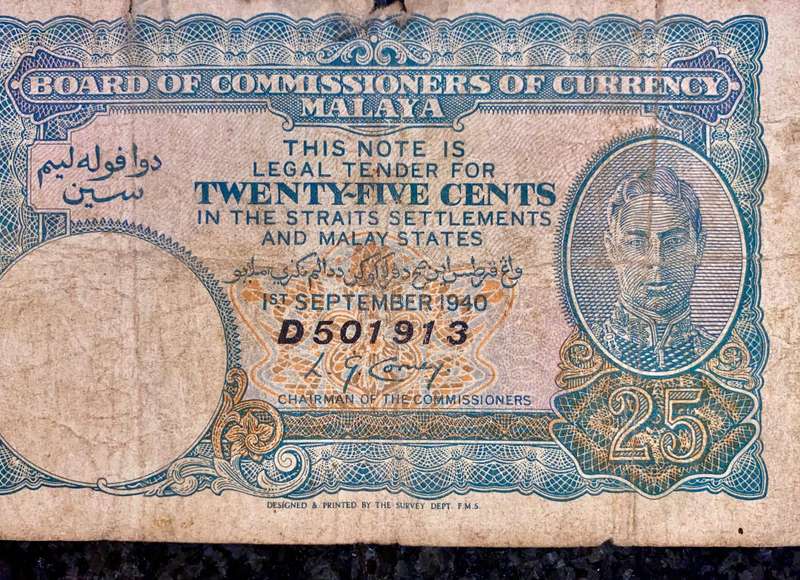 BOARD OF COMMISSIONERS OF CURRENCY
MALAYA
THIS NOTE IS
LEGAL TENDER FOR
TWENTY-FIVE CENTS
IN THE STRAITS SETTLEMENTS
AND MALAY STATES
دوا ڤوله ليم
سين
1ST SEPTEMBER 1940
D501913
L G Corney
CHAIRMAN OF THE COMMISSIONERS
25
DESIGNED & PRINTED BY THE SURVEY DEPT. F.M.S.